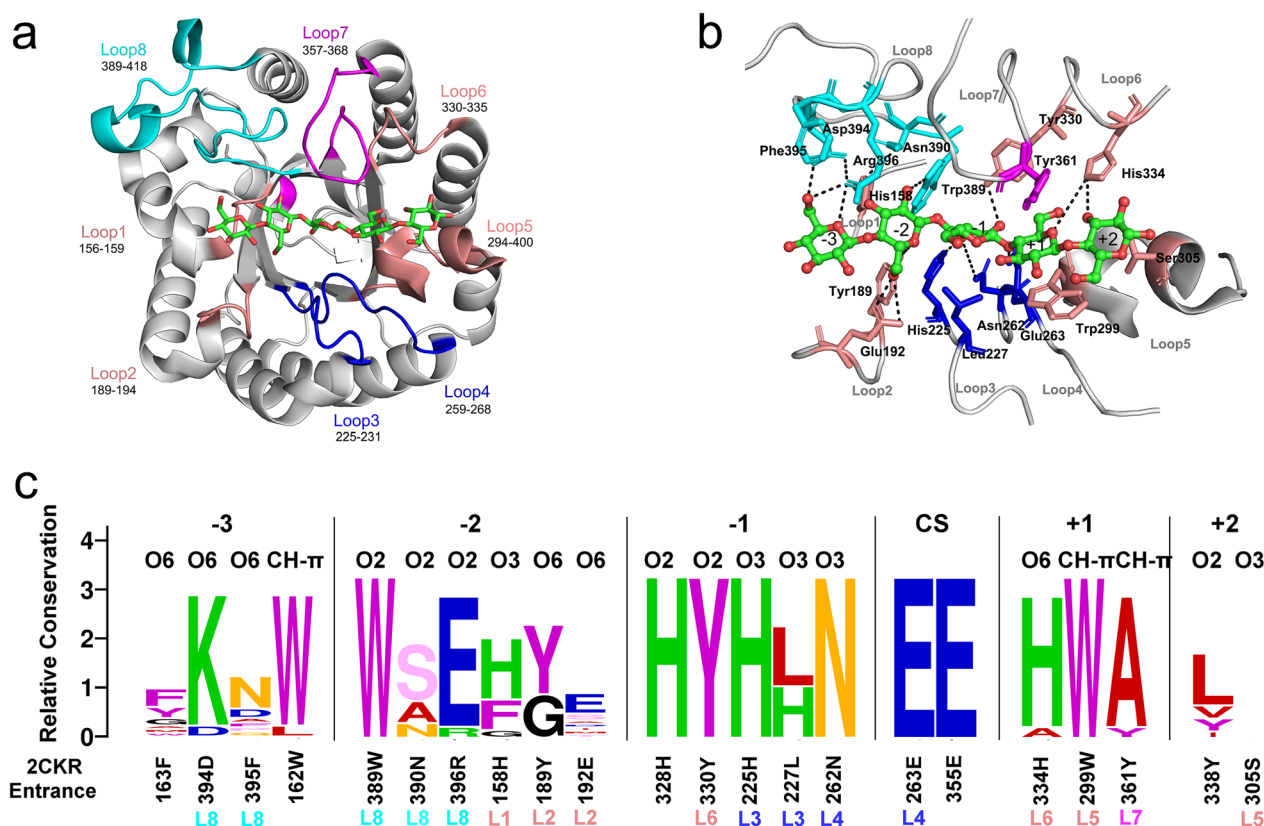 a
Loop8
389-418
Loop7
357-368
Loop6
330-335
Loop1
156-159
Loop5
294-400
Loop2
189-194
Loop3
225-231
Loop4
259-268
b
Loop8
Loop7
Loop6
Asp394
Asn390
Tyr330
Phe395
Arg396
Tyr361
His158
Trp389
His334
Loop1
-3
-2
-1
+1
+2
Ser305
Tyr189
His225
Asn262
Glu263
Trp299
Glu192
Leu227
Loop5
Loop2
Loop3
Loop4
c
-3 -2 -1 CS +1 +2
O6 O6 O6 CH-π O2 O2 O2 O3 O6 O6 O2 O2 O3 O3 O3 O6 CH-π CH-π O2 O3
Relative Conservation
4
3
2
1
0
F Y G
K D
N D
W L
W
S A N
E R
H F G
Y G
E
H
Y
H
L H
N
E
E
H A
W
A Y
L V Y I
2CKR
Entrance
163F 394D 395F 162W 389W 390N 396R 158H 189Y 192E 328H 330Y 225H 227L 262N 263E 355E 334H 299W 361Y 338Y 305S
L8 L8 L8 L8 L8 L1 L2 L2 L6 L3 L3 L4 L4 L6 L5 L7 L5